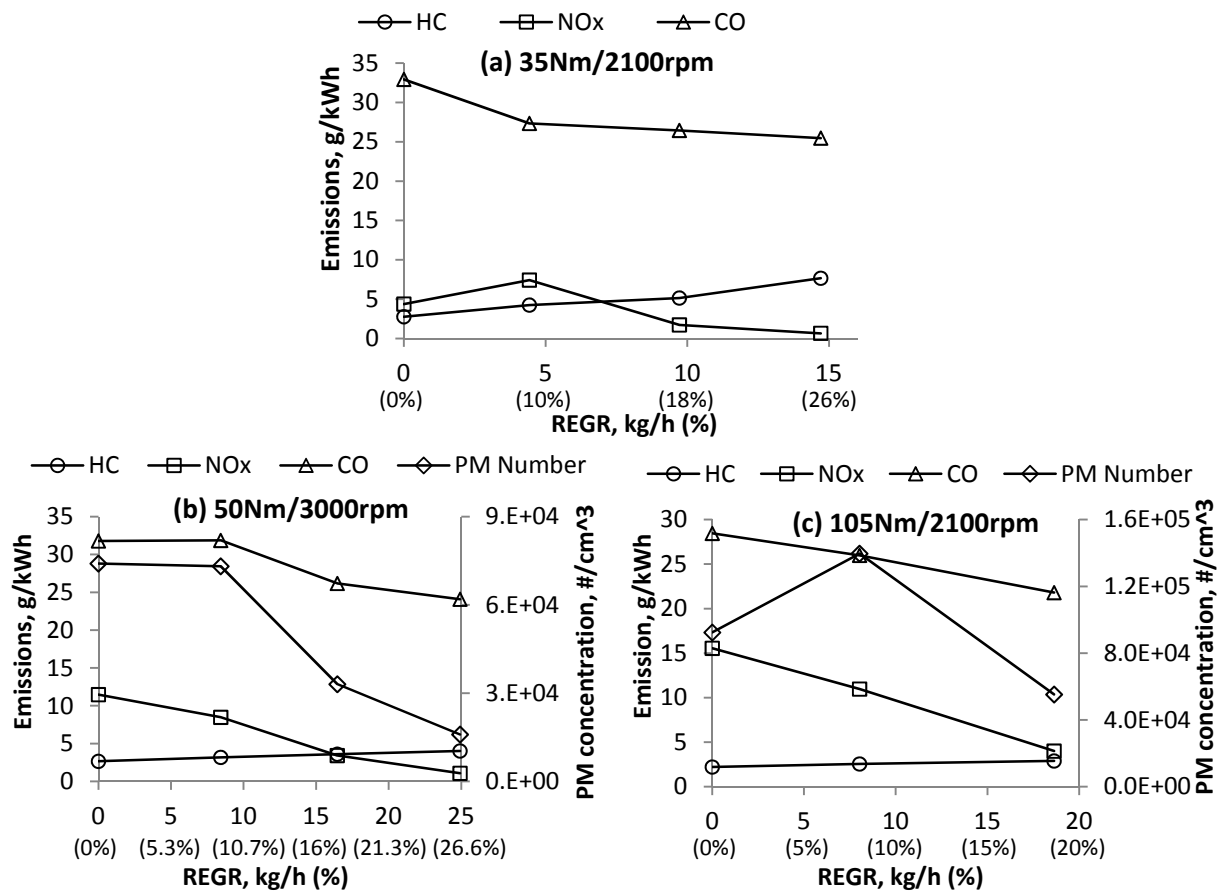 HC NOx CO
(a) 35Nm/2100rpm
Emissions, g/kWh
35
30
25
20
15
10
5
0
0 5 10 15
(0%) (10%) (18%) (26%)
REGR, kg/h (%)
HC NOx CO PM Number
(b) 50Nm/3000rpm
Emissions, g/kWh
35
30
25
20
15
10
5
0
9.E+04
6.E+04
3.E+04
0.E+00
PM concentration, #/cm^3
0 5 10 15 20 25
(0%) (5.3%) (10.7%) (16%) (21.3%) (26.6%)
REGR, kg/h (%)
HC NOx CO PM Number
(c) 105Nm/2100rpm
Emission, g/kWh
30
25
20
15
10
5
0
1.6E+05
1.2E+05
8.0E+04
4.0E+04
0.0E+00
PM concentration, #/cm^3
0 5 10 15 20
(0%) (5%) (10%) (15%) (20%)
REGR, kg/h (%)